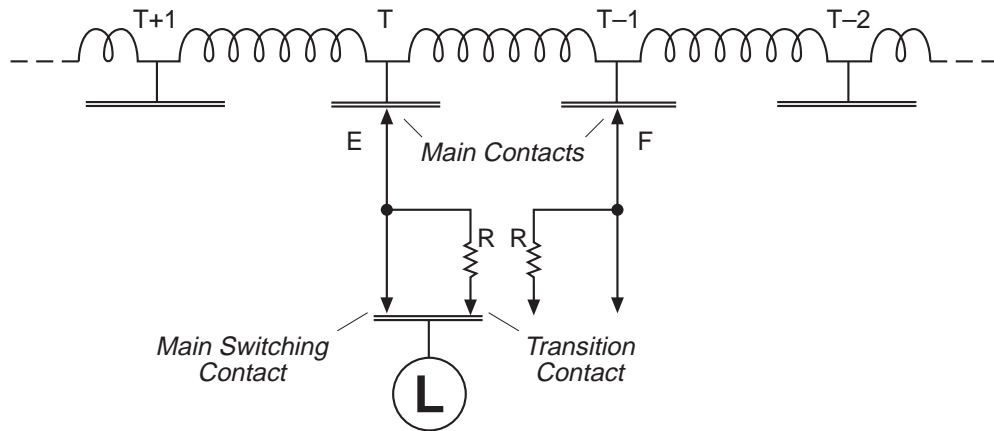 T+1
T
T–1
T–2
E
Main Contacts
F
R
R
Main Switching
Contact
Transition
Contact
L